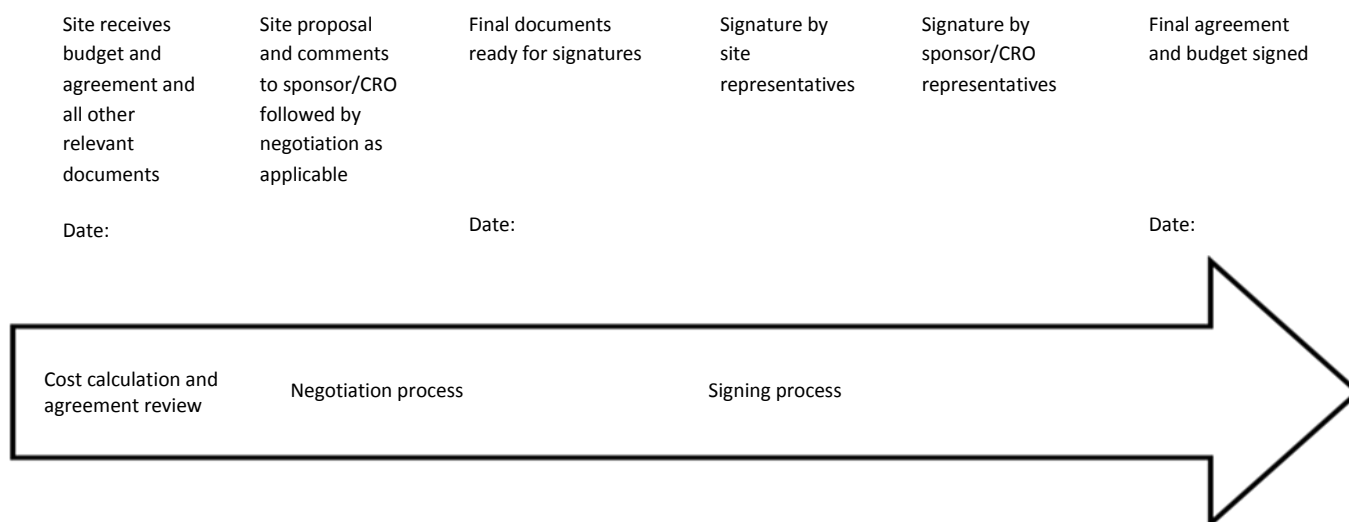 Site receives
budget and
agreement and
all other
relevant
documents
Date:
Site proposal
and comments
to sponsor/CRO
followed by
negotiation as
applicable
Final documents
ready for signatures
Date:
Signature by
site
representatives
Signature by
sponsor/CRO
representatives
Final agreement
and budget signed
Date:
Cost calculation and
agreement review
Negotiation process
Signing process